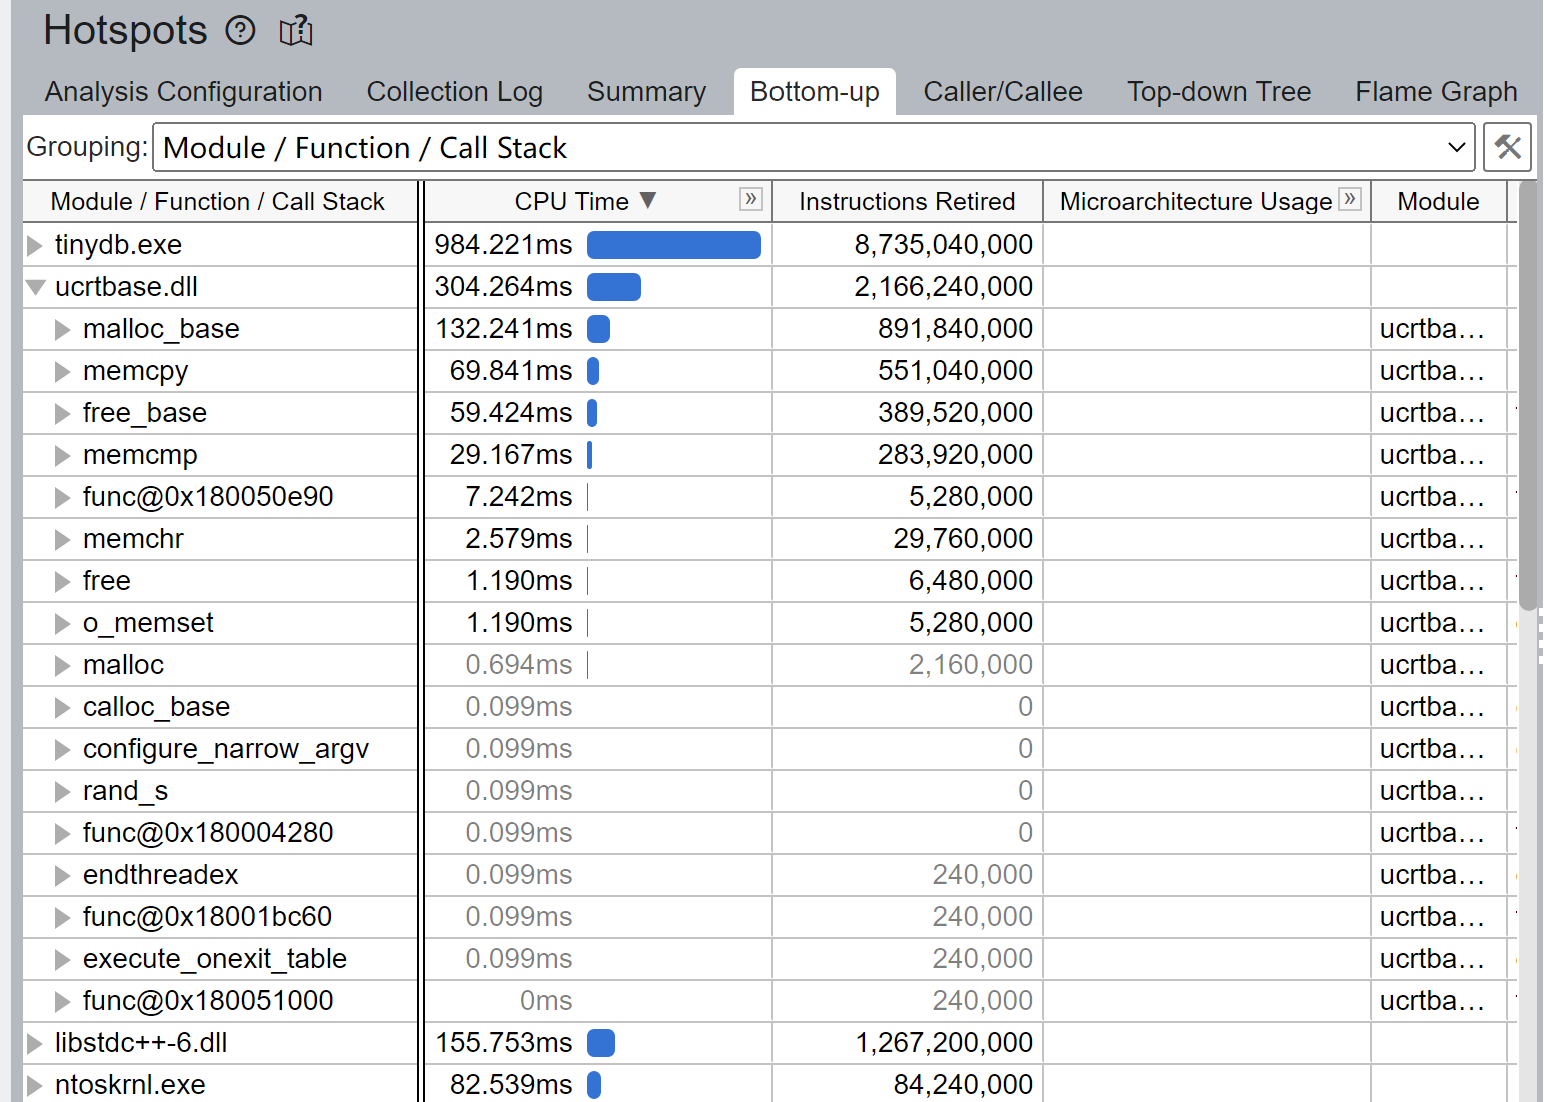 Hotspots
Analysis Configuration Collection Log Summary Bottom-up Caller/Callee Top-down Tree Flame Graph
Grouping: Module / Function / Call Stack
Module / Function / Call Stack CPU Time ▼ » Instructions Retired Microarchitecture Usage » Module
tinydb.exe 984.221ms 8,735,040,000
ucrtbase.dll 304.264ms 2,166,240,000
malloc_base 132.241ms 891,840,000 ucrtba...
memcpy 69.841ms 551,040,000 ucrtba...
free_base 59.424ms 389,520,000 ucrtba...
memcmp 29.167ms 283,920,000 ucrtba...
func@0x180050e90 7.242ms 5,280,000 ucrtba...
memchr 2.579ms 29,760,000 ucrtba...
free 1.190ms 6,480,000 ucrtba...
o_memset 1.190ms 5,280,000 ucrtba...
malloc 0.694ms 2,160,000 ucrtba...
calloc_base 0.099ms 0 ucrtba...
configure_narrow_argv 0.099ms 0 ucrtba...
rand_s 0.099ms 0 ucrtba...
func@0x180004280 0.099ms 0 ucrtba...
endthreadex 0.099ms 240,000 ucrtba...
func@0x18001bc60 0.099ms 240,000 ucrtba...
execute_onexit_table 0.099ms 240,000 ucrtba...
func@0x180051000 0ms 240,000 ucrtba...
libstdc++-6.dll 155.753ms 1,267,200,000
ntoskrnl.exe 82.539ms 84,240,000